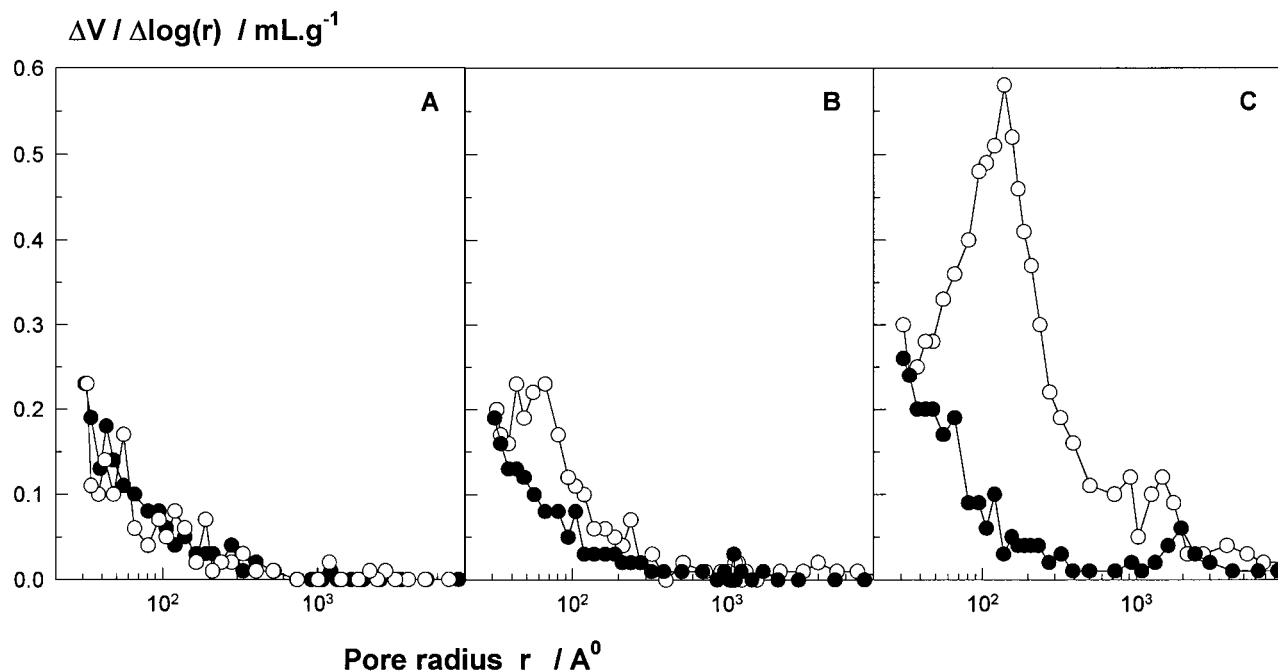 ΔV / Δlog(r) / mL.g⁻¹
0.6
0.5
0.4
0.3
0.2
0.1
0.0
A
B
C
10² 10³ 10² 10³ 10² 10³
Pore radius r / A⁰